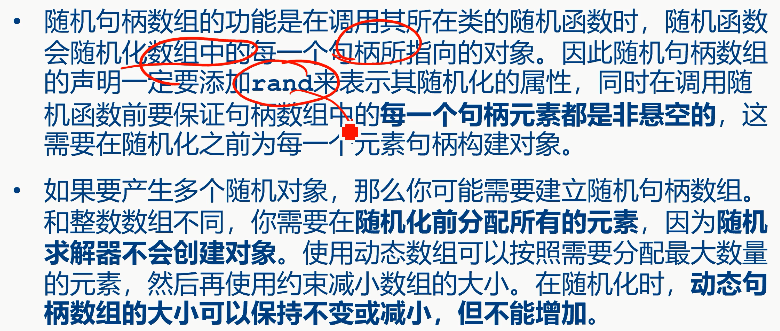 • 随机句柄数组的功能是在调用其所在类的随机函数时，随机函数
会随机化数组中的每一个句柄所指向的对象。因此随机句柄数组
的声明一定要添加rand来表示其随机化的属性，同时在调用随
机函数前要保证句柄数组中的每一个句柄元素都是非悬空的，这
需要在随机化之前为每一个元素句柄构建对象。
• 如果要产生多个随机对象，那么你可能需要建立随机句柄数组。
和整数数组不同，你需要在随机化前分配所有的元素，因为随机
求解器不会创建对象。使用动态数组可以按照需要分配最大数量
的元素，然后再使用约束减小数组的大小。在随机化时，动态句
柄数组的大小可以保持不变或减小，但不能增加。